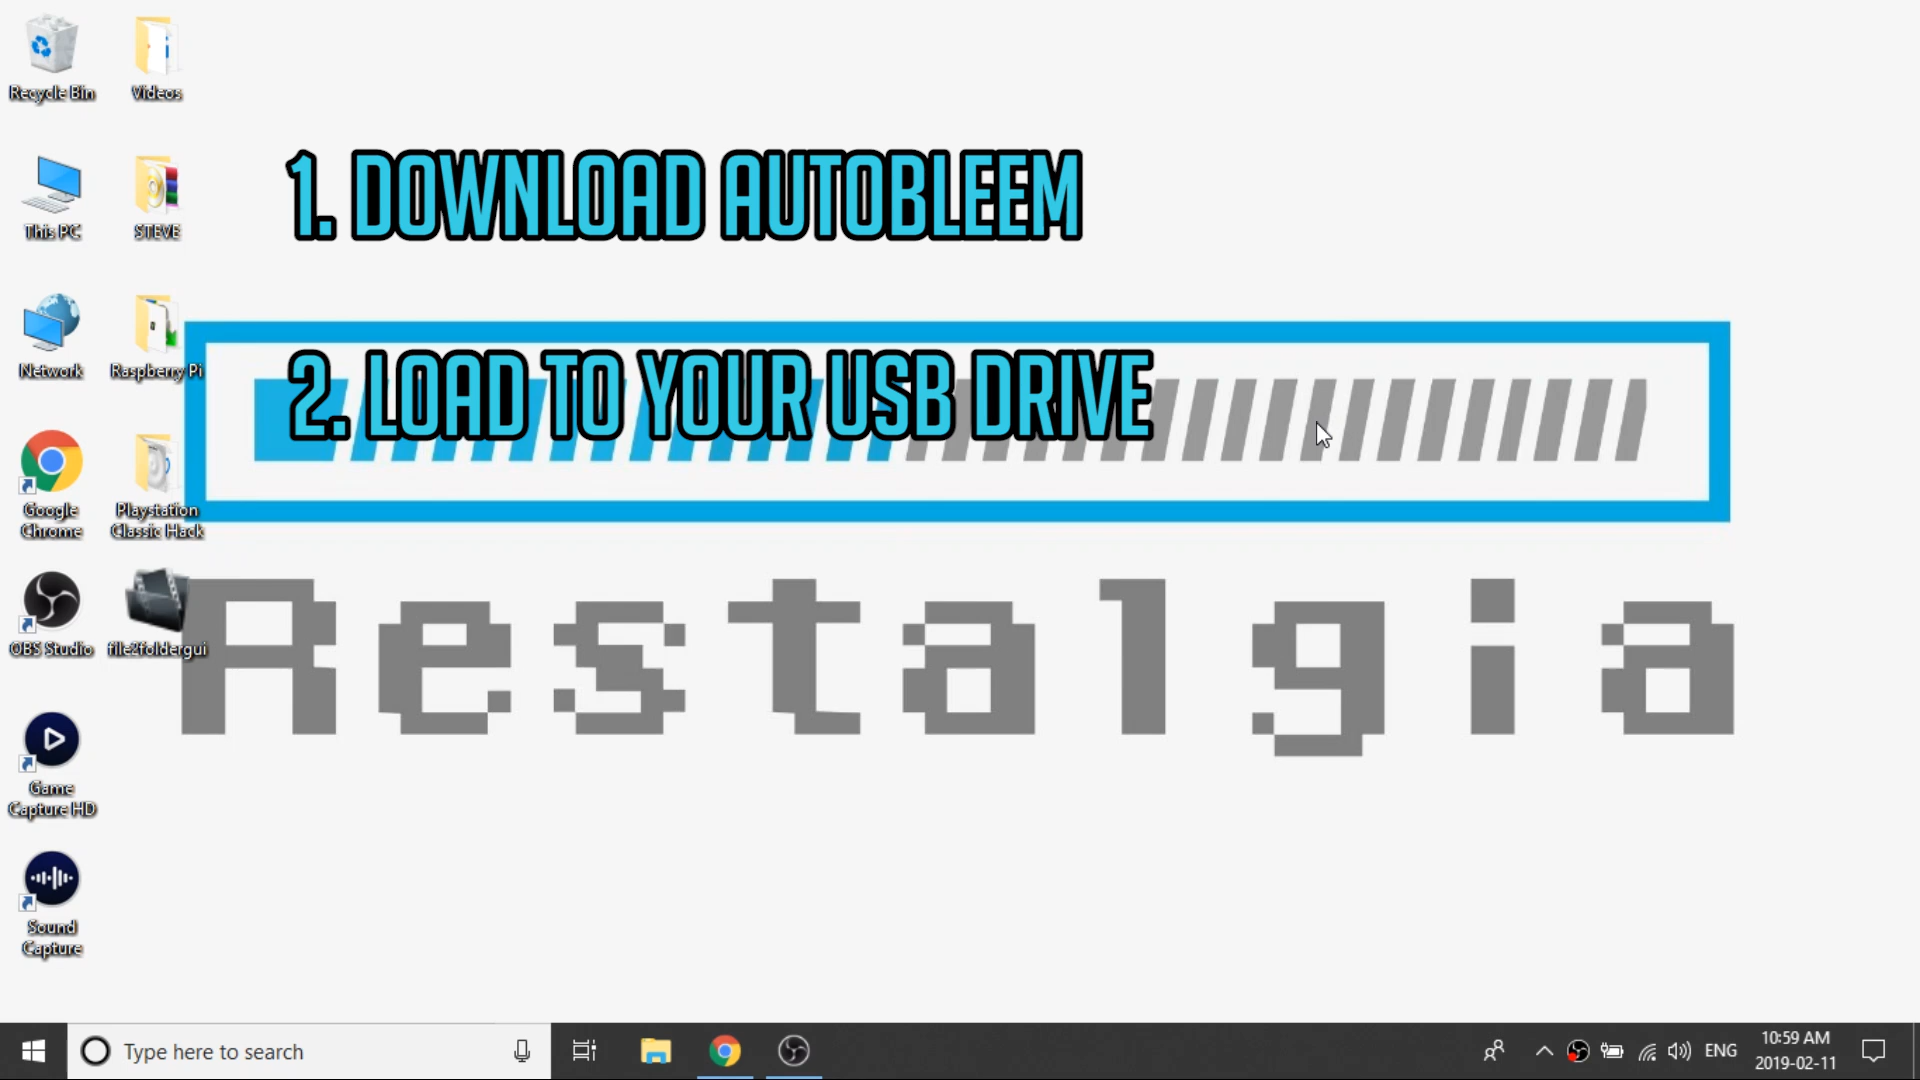 Recycle Bin
Videos
1. DOWNLOAD AUTOBLEEM
This PC
STEVE
2. LOAD TO YOUR USB DRIVE
Network
Raspberry Pi
Google
Chrome
Playstation
Classic Hack
OBS Studio
file2foldergui
Restalgia
Game
Capture HD
Sound
Capture
Type here to search
ENG
10:59 AM
2019-02-11